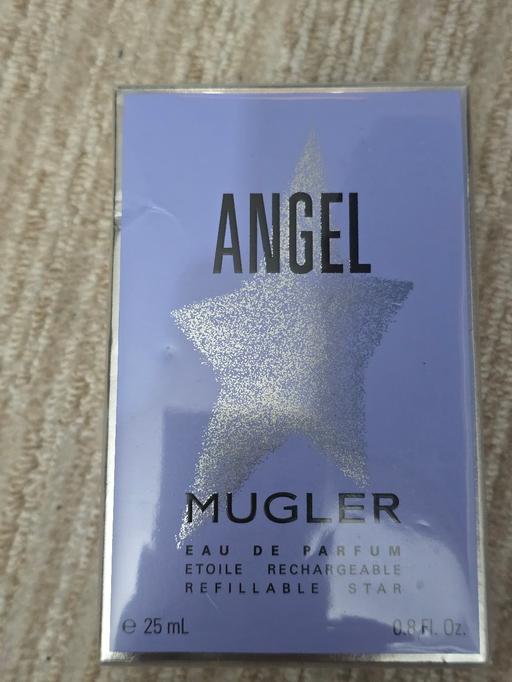 ANGEL
MUGLER
EAU DE PARFUM
ETOILE RECHARGEABLE
REFILLABLE STAR
℮ 25 mL 0.8 Fl. Oz.